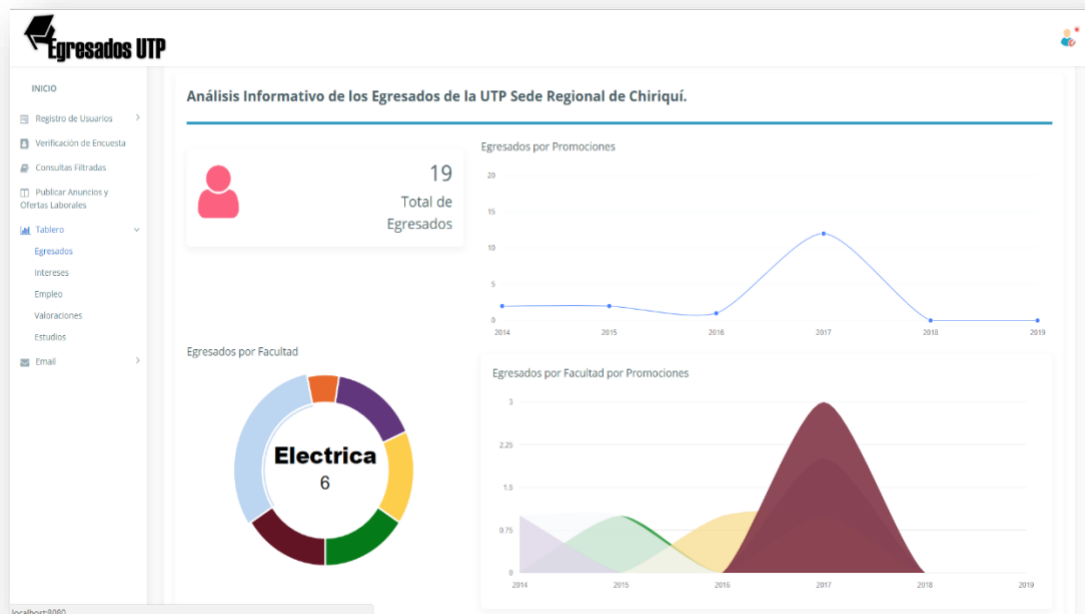 Egresados UTP
INICIO
Registro de Usuarios
Verificación de Encuesta
Consultas Filtradas
Publicar Anuncios y
Ofertas Laborales
Tablero
Egresados
Intereses
Empleo
Valoraciones
Estudios
Email
Análisis Informativo de los Egresados de la UTP Sede Regional de Chiriquí.
19
Total de
Egresados
Egresados por Promociones
20
15
10
5
0
2014 2015 2016 2017 2018 2019
Egresados por Facultad
Electrica
6
Egresados por Facultad por Promociones
3
2.25
1.5
0.75
0
2014 2015 2016 2017 2018 2019
localhost:8080